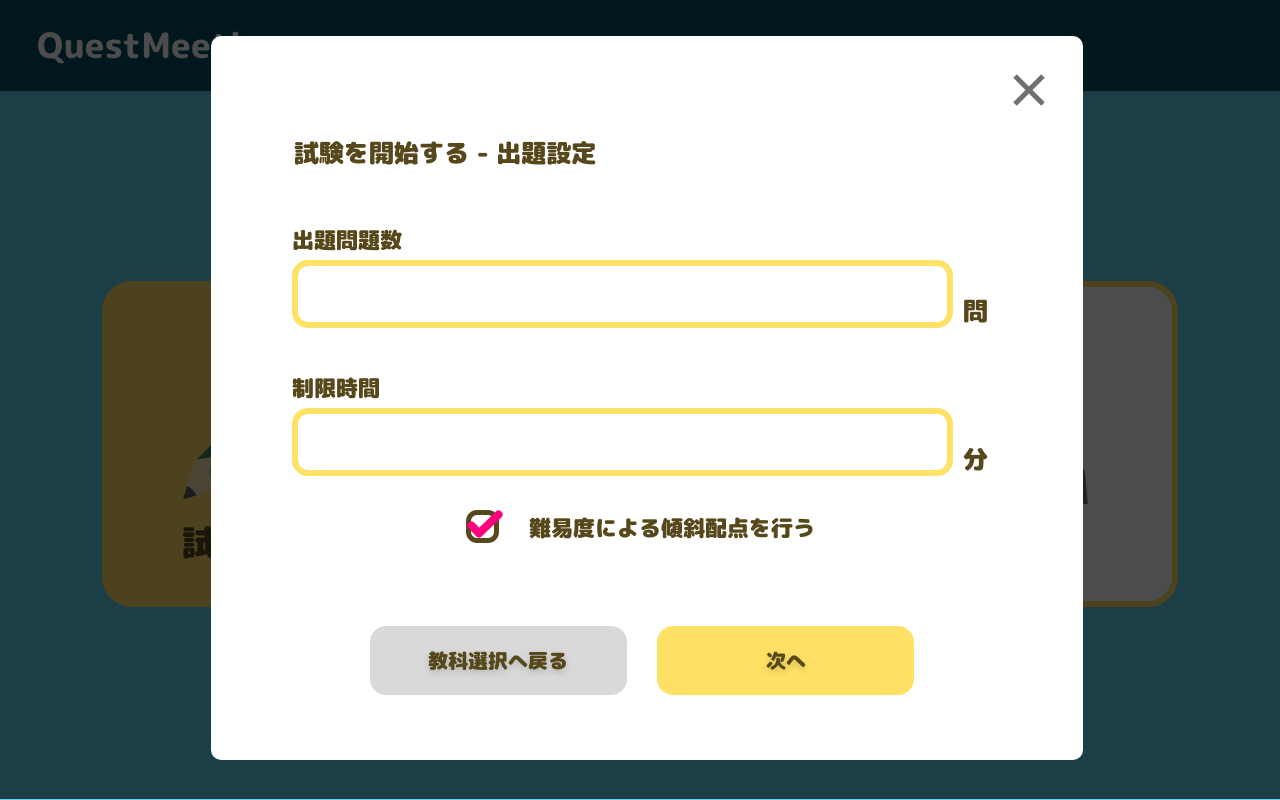 試験を開始する - 出題設定
出題問題数
問
制限時間
分
難易度による傾斜配点を行う
教科選択へ戻る
次へ
試